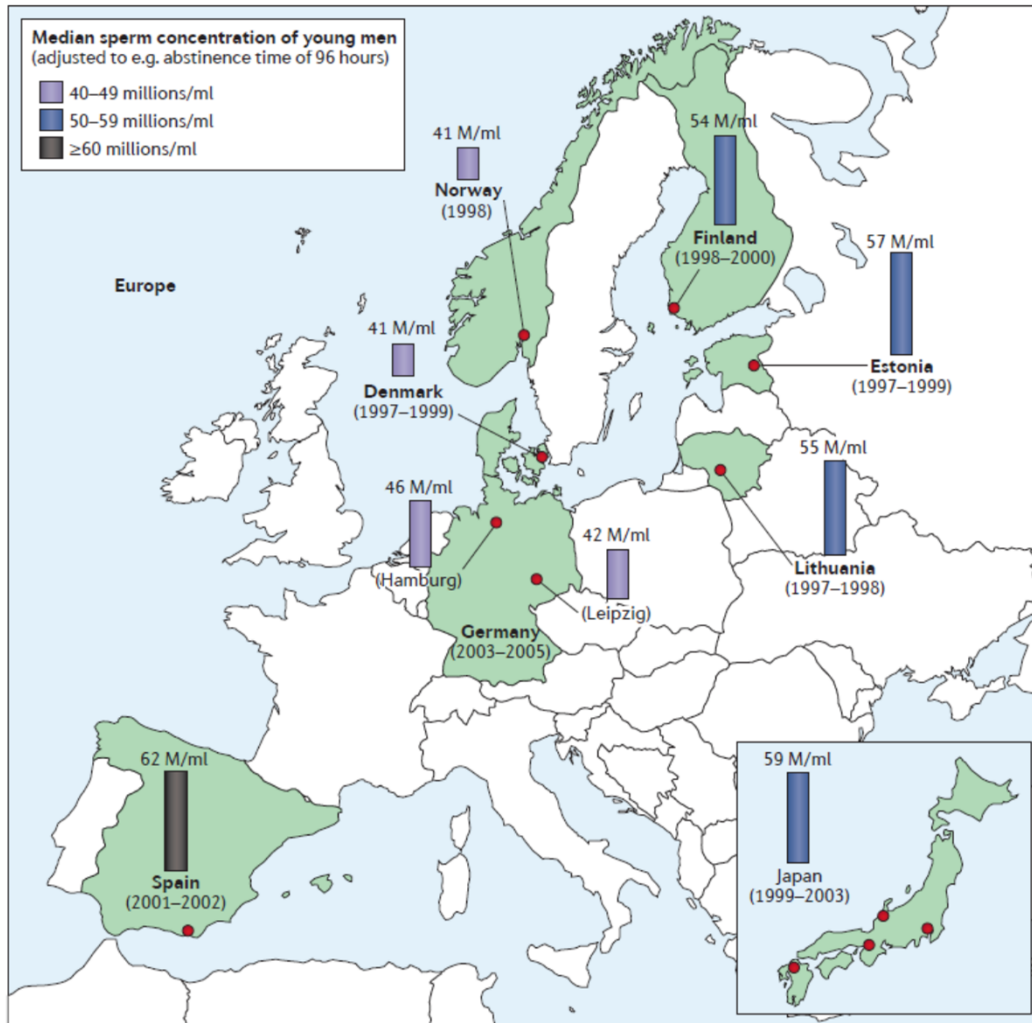 Median sperm concentration of young men
(adjusted to e.g. abstinence time of 96 hours)
40–49 millions/ml
50–59 millions/ml
≥60 millions/ml
41 M/ml
Norway
(1998)
54 M/ml
Finland
(1998–2000)
57 M/ml
Estonia
(1997–1999)
Europe
41 M/ml
Denmark
(1997–1999)
55 M/ml
Lithuania
(1997–1998)
46 M/ml
(Hamburg)
42 M/ml
(Leipzig)
Germany
(2003–2005)
62 M/ml
Spain
(2001–2002)
59 M/ml
Japan
(1999–2003)